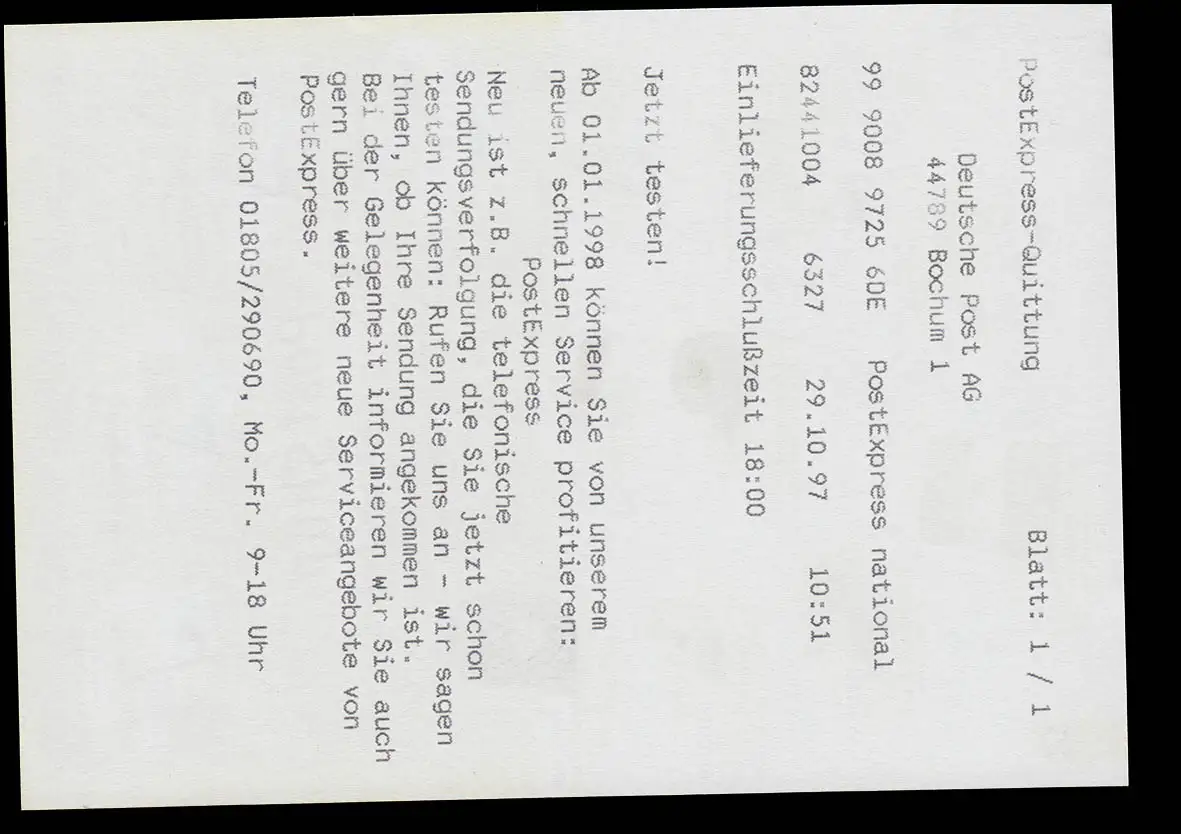 PostExpress-Quittung Blatt: 1 / 1
Deutsche Post AG
44789 Bochum 1
99 9008 9725 60E PostExpress national
82441004 6327 29.10.97 10:51
Einlieferungsschlußzeit 18:00
Jetzt testen!
Ab 01.01.1998 können Sie von unserem
neuen, schnellen Service profitieren:
PostExpress
Neu ist z.B. die telefonische
Sendungsverfolgung, die Sie jetzt schon
testen können: Rufen Sie uns an - wir sagen
Ihnen, ob Ihre Sendung angekommen ist.
Bei der Gelegenheit informieren wir Sie auch
gern über weitere neue Serviceangebote von
PostExpress.
Telefon 01805/290690, Mo.-Fr. 9-18 Uhr